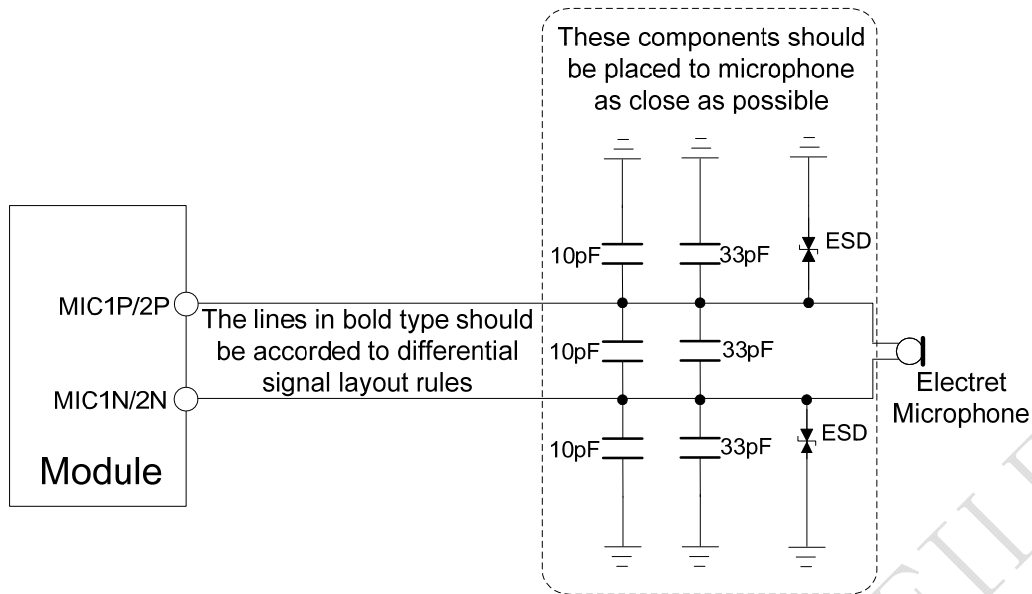 These components should
be placed to microphone
as close as possible
10pF
33pF
ESD
MIC1P/2P
The lines in bold type should
be accorded to differential
signal layout rules
10pF
33pF
MIC1N/2N
Electret
Microphone
10pF
33pF
ESD
Module